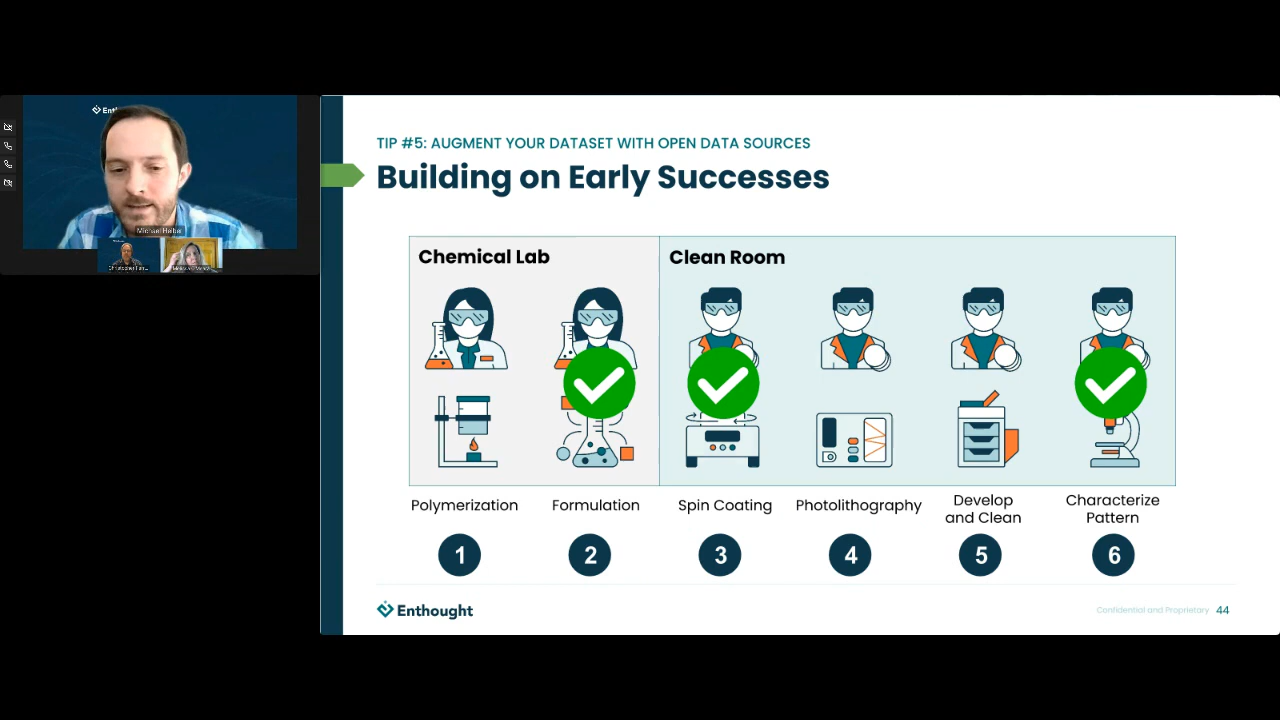 Ent
Michael Heiber
TIP #5: AUGMENT YOUR DATASET WITH OPEN DATA SOURCES
Building on Early Successes
Chemical Lab
Clean Room
Polymerization
Formulation
Spin Coating
Photolithography
Develop
and Clean
Characterize
Pattern
1
2
3
4
5
6
Enthought
Confidential and Proprietary
44